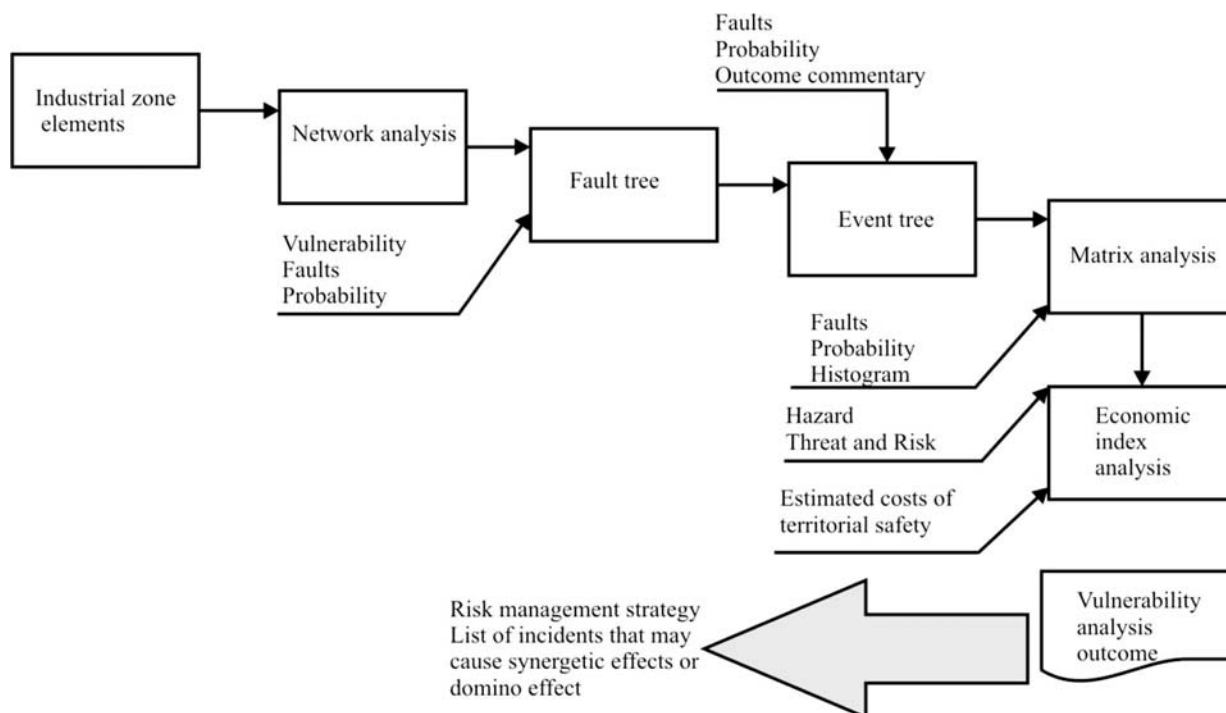 Faults
Probability
Outcome commentary
Industrial zone
elements
Network analysis
Fault tree
Event tree
Matrix analysis
Vulnerability
Faults
Probability
Faults
Probability
Histogram
Hazard
Threat and Risk
Economic
index
analysis
Estimated costs of
territorial safety
Risk management strategy
List of incidents that may
cause synergetic effects or
domino effect
Vulnerability
analysis
outcome